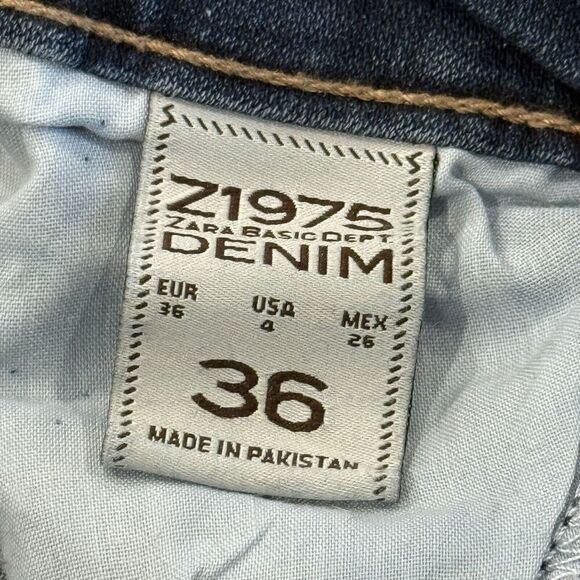 Z1975
ZARA BASIC DEPT.
DENIM
EUR USA MEX
36 4 26
36
MADE IN PAKISTAN